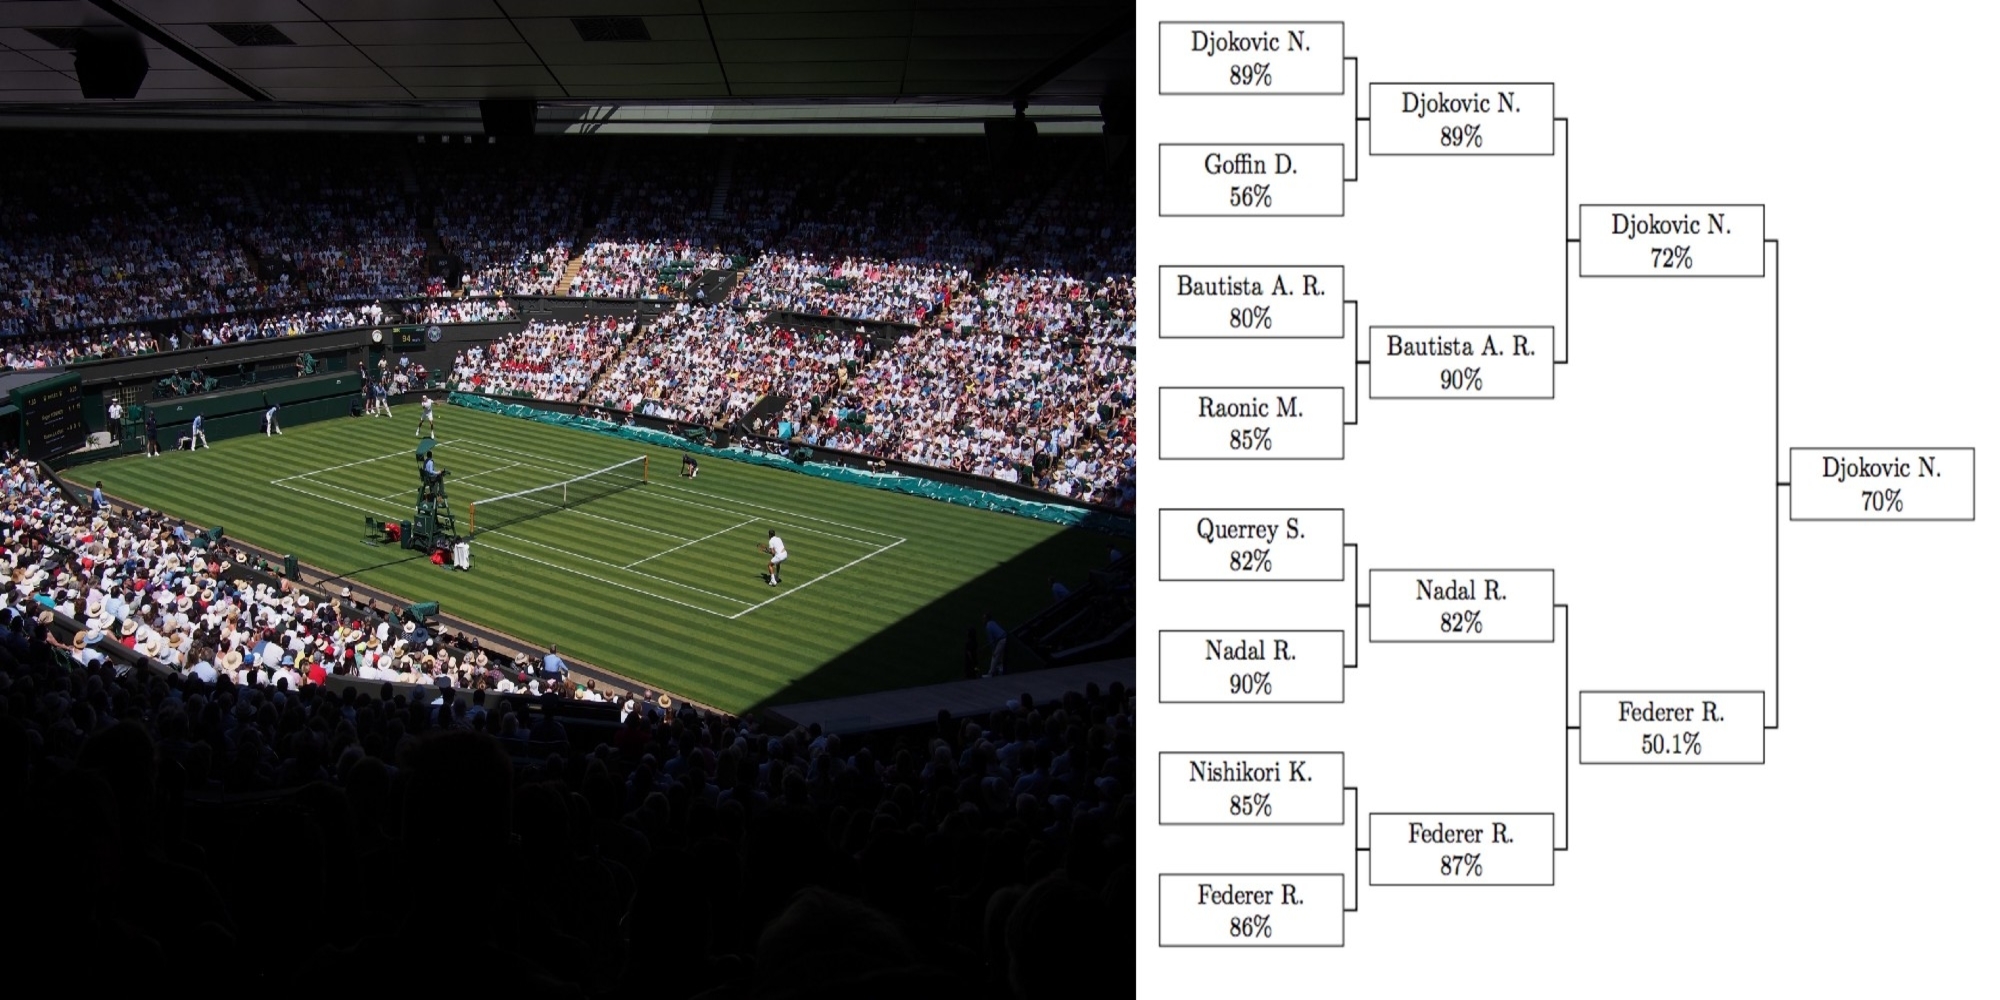 Djokovic N.
89%
Goffin D.
56%
Bautista A. R.
80%
Raonic M.
85%
Querrey S.
82%
Nadal R.
90%
Nishikori K.
85%
Federer R.
86%
Djokovic N.
89%
Bautista A. R.
90%
Nadal R.
82%
Federer R.
87%
Djokovic N.
72%
Federer R.
50.1%
Djokovic N.
70%